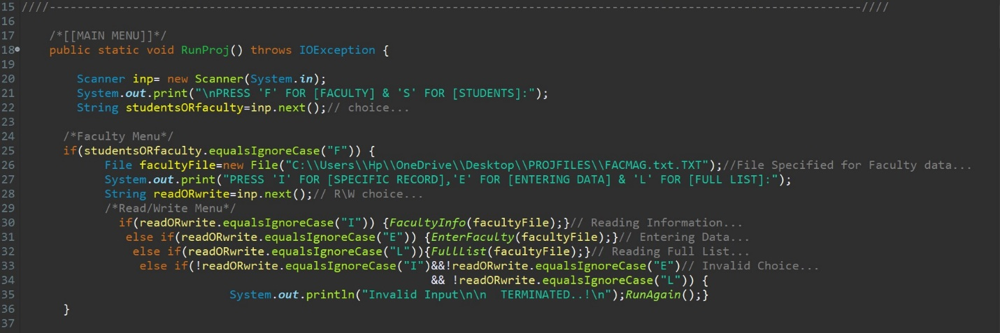 15 ////---------------------------------------------------------------------------------------------------------------------////
16
17 /*[[MAIN MENU]]*/
18 public static void RunProj() throws IOException {
19
20 Scanner inp= new Scanner(System.in);
21 System.out.print("\nPRESS 'F' FOR [FACULTY] & 'S' FOR [STUDENTS]:");
22 String studentsORfaculty=inp.next();// choice...
23
24 /*Faculty Menu*/
25 if(studentsORfaculty.equalsIgnoreCase("F")) {
26 File facultyFile=new File("C:\\Users\\Hp\\OneDrive\\Desktop\\PROJFILES\\FACMAG.txt.TXT");//File Specified for Faculty data...
27 System.out.print("PRESS 'I' FOR [SPECIFIC RECORD],'E' FOR [ENTERING DATA] & 'L' FOR [FULL LIST]:");
28 String readORwrite=inp.next();// R\W choice...
29 /*Read/Write Menu*/
30 if(readORwrite.equalsIgnoreCase("I")) {FacultyInfo(facultyFile);}// Reading Information...
31 else if(readORwrite.equalsIgnoreCase("E")) {EnterFaculty(facultyFile);}// Entering Data...
32 else if(readORwrite.equalsIgnoreCase("L")){FullList(facultyFile);}// Reading Full List...
33 else if(!readORwrite.equalsIgnoreCase("I")&&!readORwrite.equalsIgnoreCase("E")// Invalid Choice...
34 && !readORwrite.equalsIgnoreCase("L")) {
35 System.out.println("Invalid Input\n\n  TERMINATED..!\n");RunAgain();}
36 }
37